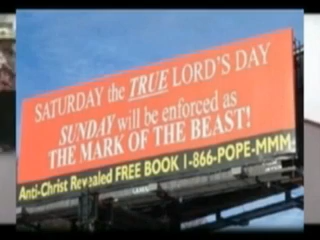 SATURDAY the TRUE LORD'S DAY
SUNDAY will be enforced as
THE MARK OF THE BEAST!
Anti-Christ Revealed FREE BOOK 1-866-POPE-MMM